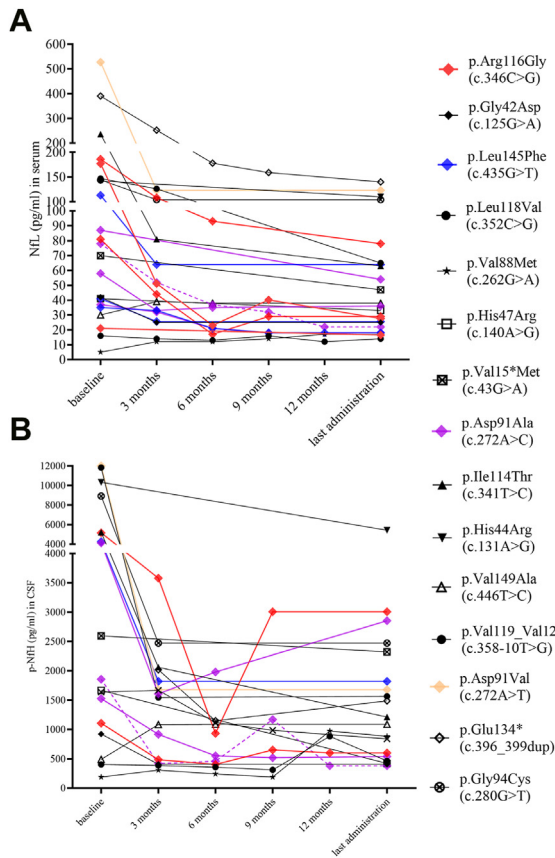 A
NfL (pg/ml) in serum
600
500
400
300
200
200
150
100
100
90
80
70
60
50
40
30
20
10
0
baseline
3 months
6 months
9 months
12 months
last administration
B
p-NfH (pg/ml) in CSF
12000
10000
8000
6000
4000
4000
3500
3000
2500
2000
1500
1000
500
0
baseline
3 months
6 months
9 months
12 months
last administration
p.Arg116Gly
(c.346C>G)
p.Gly42Asp
(c.125G>A)
p.Leu145Phe
(c.435G>T)
p.Leu118Val
(c.352C>G)
p.Val88Met
(c.262G>A)
p.His47Arg
(c.140A>G)
p.Val15*Met
(c.43G>A)
p.Asp91Ala
(c.272A>C)
p.Ile114Thr
(c.341T>C)
p.His44Arg
(c.131A>G)
p.Val149Ala
(c.446T>C)
p.Val119_Val12
(c.358-10T>G)
p.Asp91Val
(c.272A>T)
p.Glu134*
(c.396_399dup)
p.Gly94Cys
(c.280G>T)